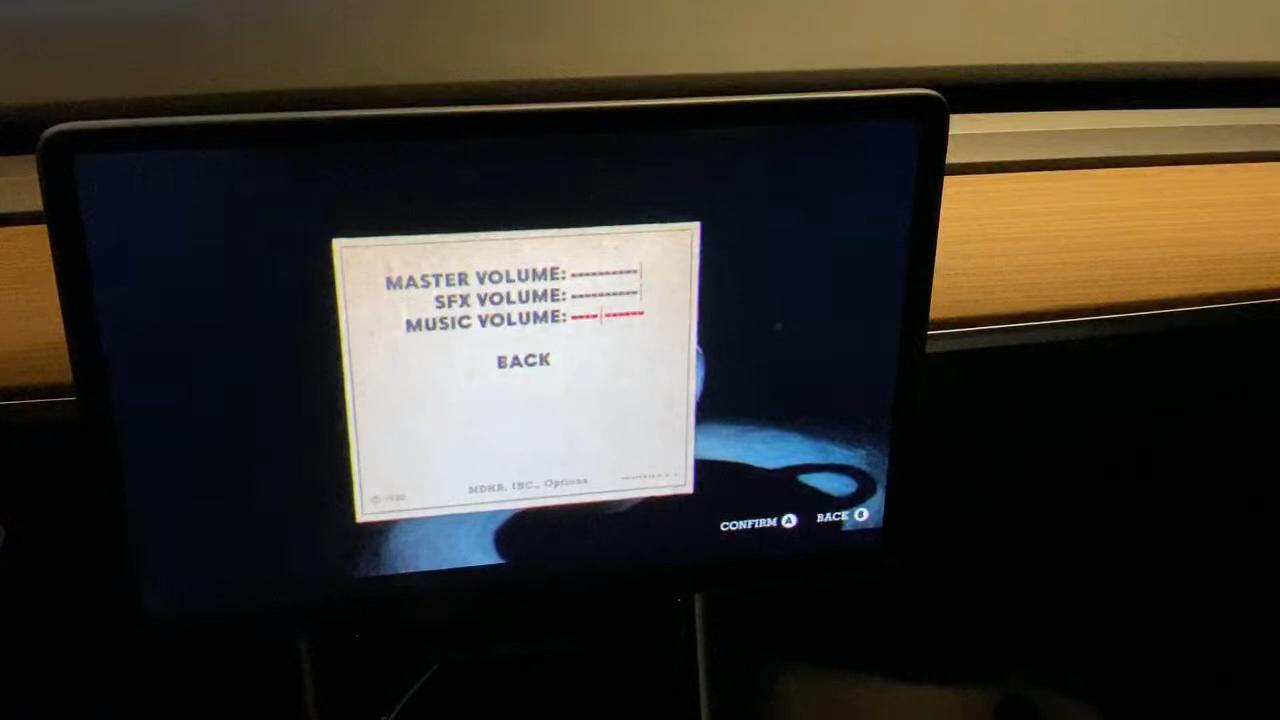 MASTER VOLUME: ----------|
SFX VOLUME: ----------|
MUSIC VOLUME: ----|------
BACK
MDHR, INC., Options
CONFIRM A BACK B